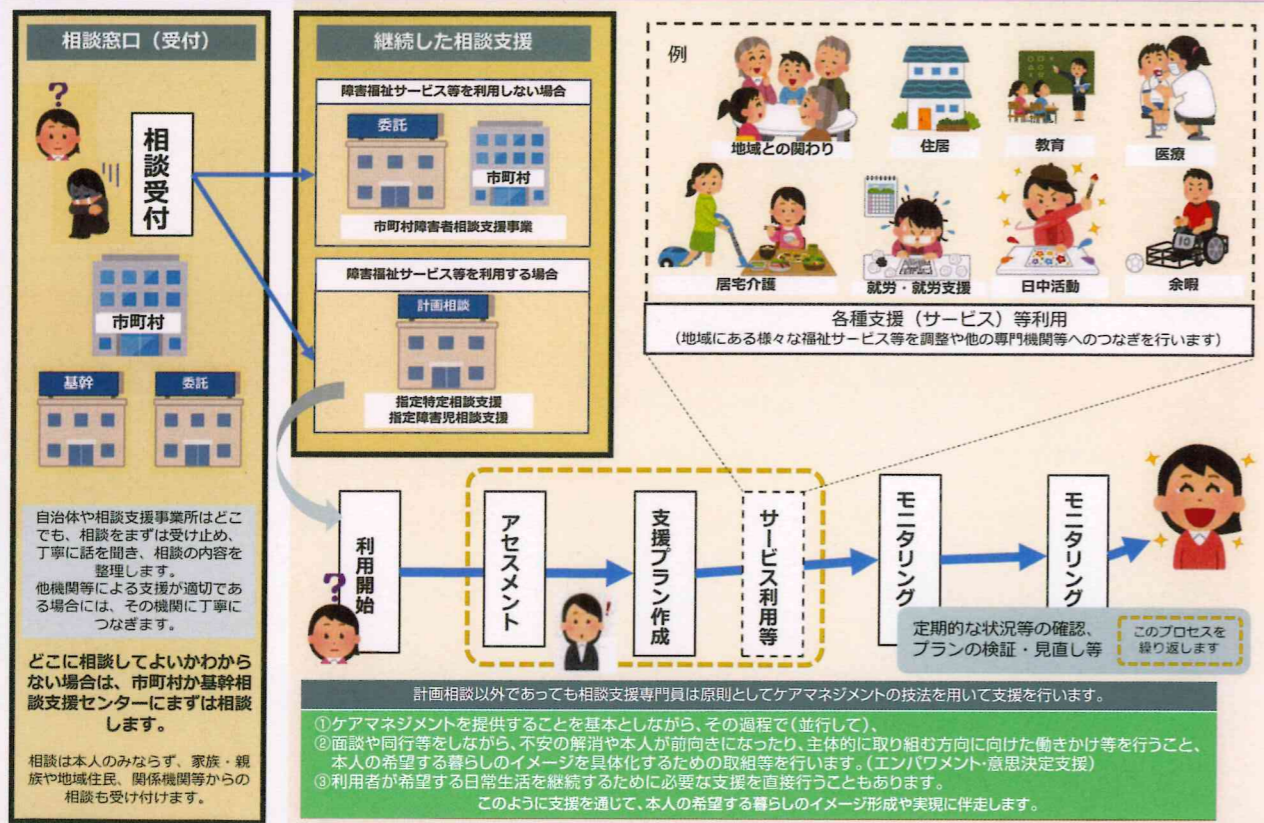 相談窓口（受付）
?
相談受付
市町村
基幹
委託
自治体や相談支援事業所はどこ
でも、相談をまずは受け止め、
丁寧に話を聞き、相談の内容を
整理します。
他機関等による支援が適切であ
る場合には、その機関に丁寧に
つなぎます。
どこに相談してよいかわから
ない場合は、市町村か基幹相
談支援センターにまずは相談
します。
相談は本人のみならず、家族・親
族や地域住民、関係機関等からの
相談も受け付けます。
継続した相談支援
障害福祉サービス等を利用しない場合
委託
市町村
市町村障害者相談支援事業
障害福祉サービス等を利用する場合
計画相談
指定特定相談支援
指定障害児相談支援
例
地域との関わり
住居
教育
医療
居宅介護
就労・就労支援
日中活動
余暇
10
各種支援（サービス）等利用
（地域にある様々な福祉サービス等を調整や他の専門機関等へのつなぎを行います）
利用開始
?
アセスメント
!
支援プラン作成
サービス利用等
モニタリング
モニタリング
定期的な状況等の確認、
プランの検証・見直し等
このプロセスを
繰り返します
計画相談以外であっても相談支援専門員は原則としてケアマネジメントの技法を用いて支援を行います。
①ケアマネジメントを提供することを基本としながら、その過程で(並行して)、
②面談や同行等をしながら、不安の解消や本人が前向きになったり、主体的に取り組む方向に向けた働きかけ等を行うこと、
本人の希望する暮らしのイメージを具体化するための取組等を行います。(エンパワメント・意思決定支援)
③利用者が希望する日常生活を継続するために必要な支援を直接行うこともあります。
このように支援を通じて、本人の希望する暮らしのイメージ形成や実現に伴走します。